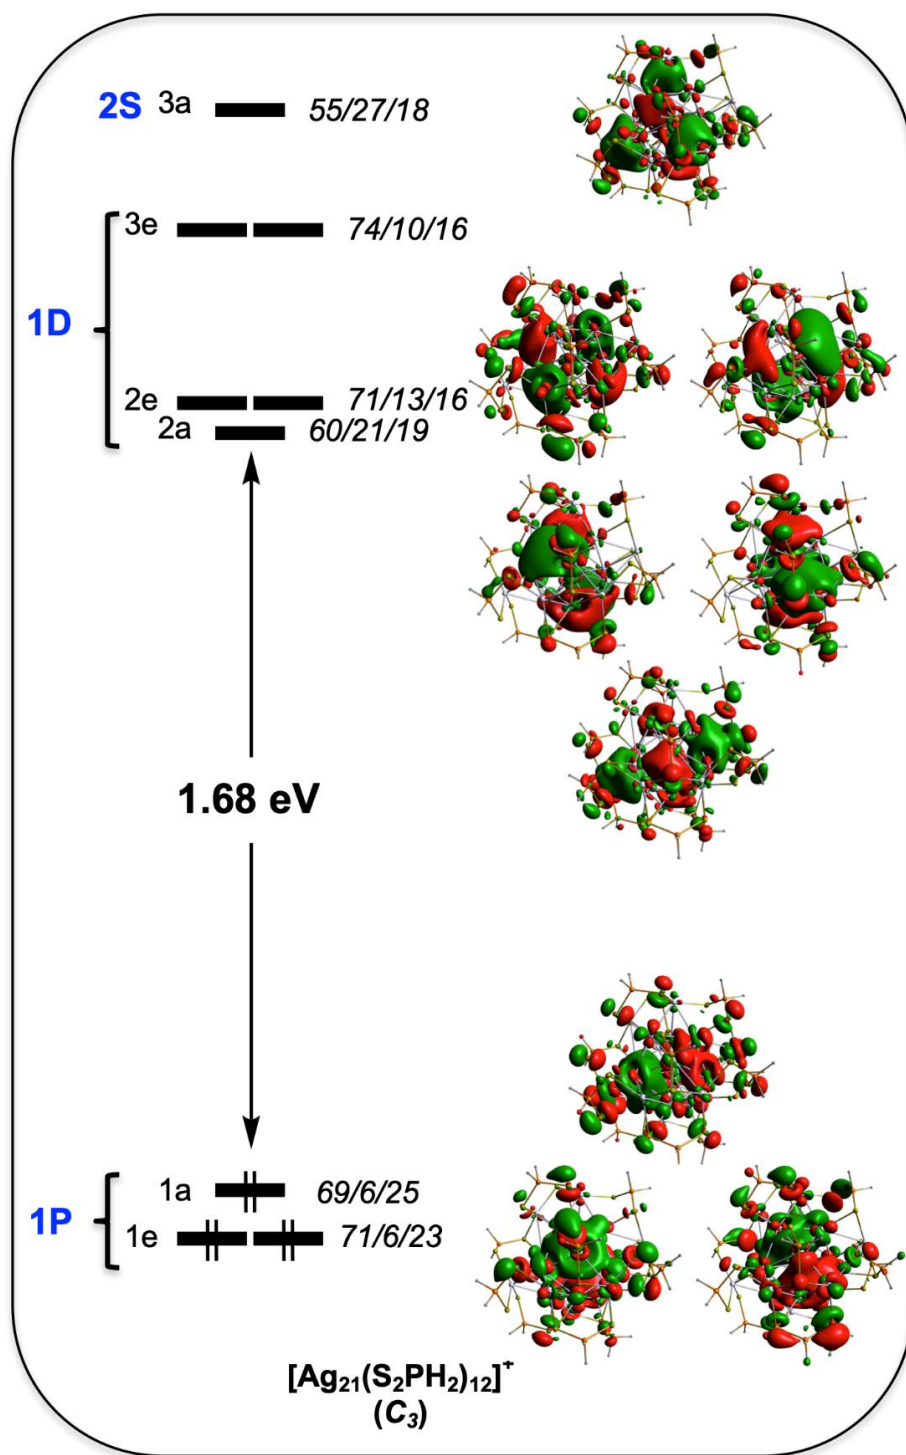 2S 3a 55/27/18
3e 74/10/16
1D
2e 71/13/16
2a 60/21/19
1.68 eV
1a 69/6/25
1P
1e 71/6/23
[Ag₂₁(S₂PH₂)₁₂]⁺
(C₃)